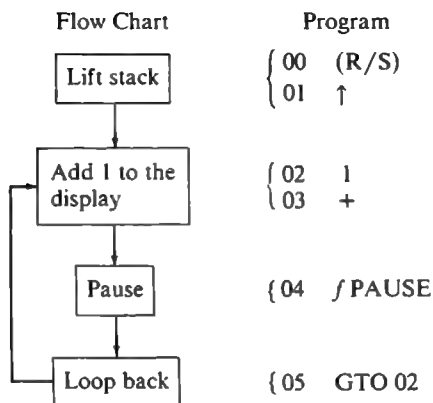 Flow Chart Program
Lift stack
00 (R/S)
01 ↑
Add 1 to the
display
02 1
03 +
Pause
04 f PAUSE
Loop back
05 GTO 02